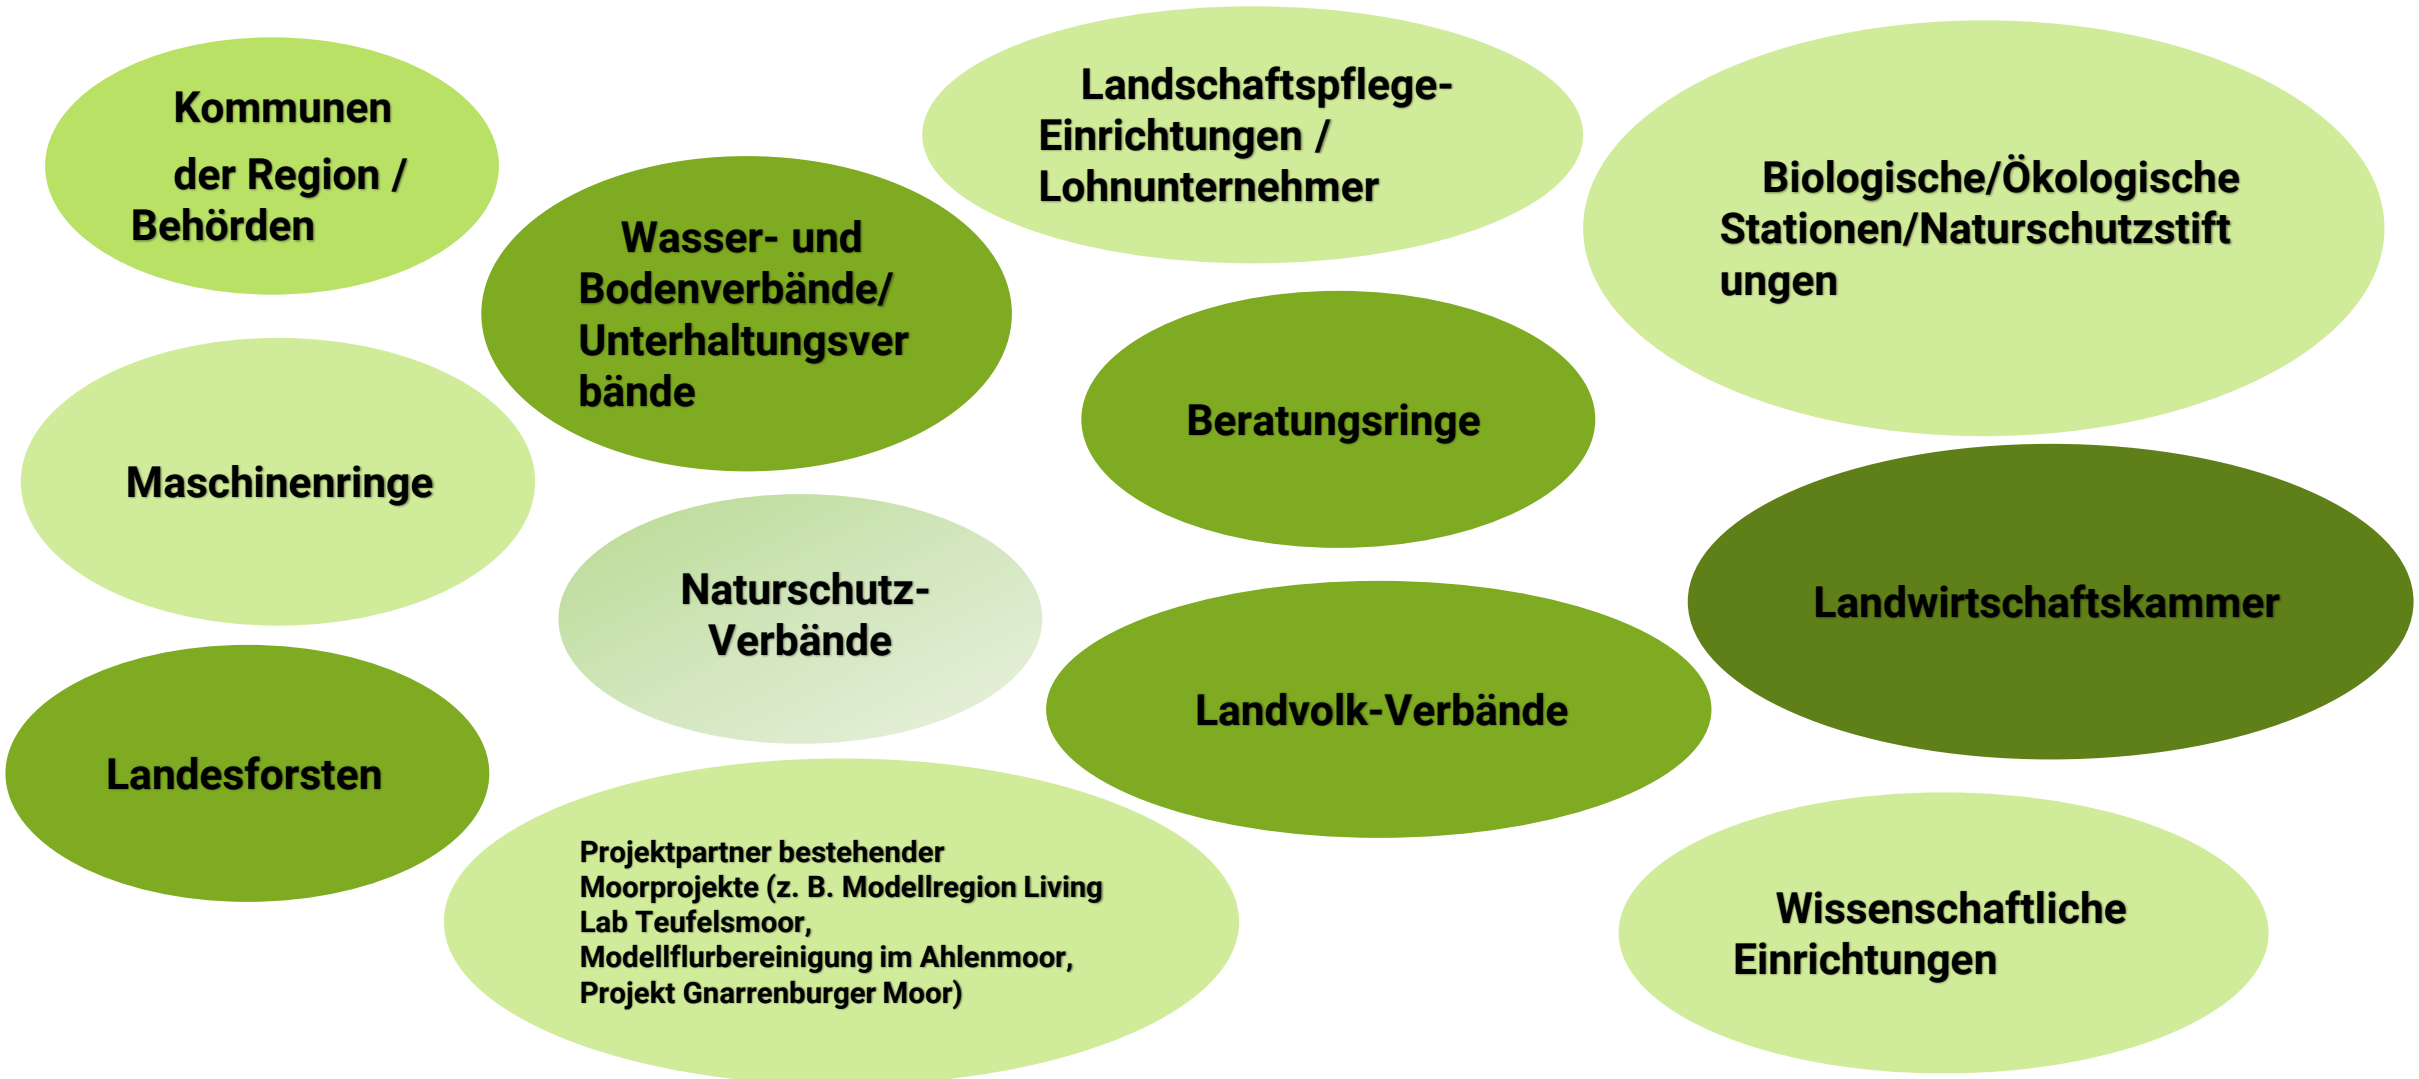 Kommunen
der Region /
Behörden
Wasser- und
Bodenverbände/
Unterhaltungsver
bände
Landschaftspflege-
Einrichtungen /
Lohnunternehmer
Biologische/Ökologische
Stationen/Naturschutzstift
ungen
Maschinenringe
Beratungsringe
Naturschutz-
Verbände
Landwirtschaftskammer
Landvolk-Verbände
Landesforsten
Projektpartner bestehender
Moorprojekte (z. B. Modellregion Living
Lab Teufelsmoor,
Modellflurbereinigung im Ahlenmoor,
Projekt Gnarrenburger Moor)
Wissenschaftliche
Einrichtungen